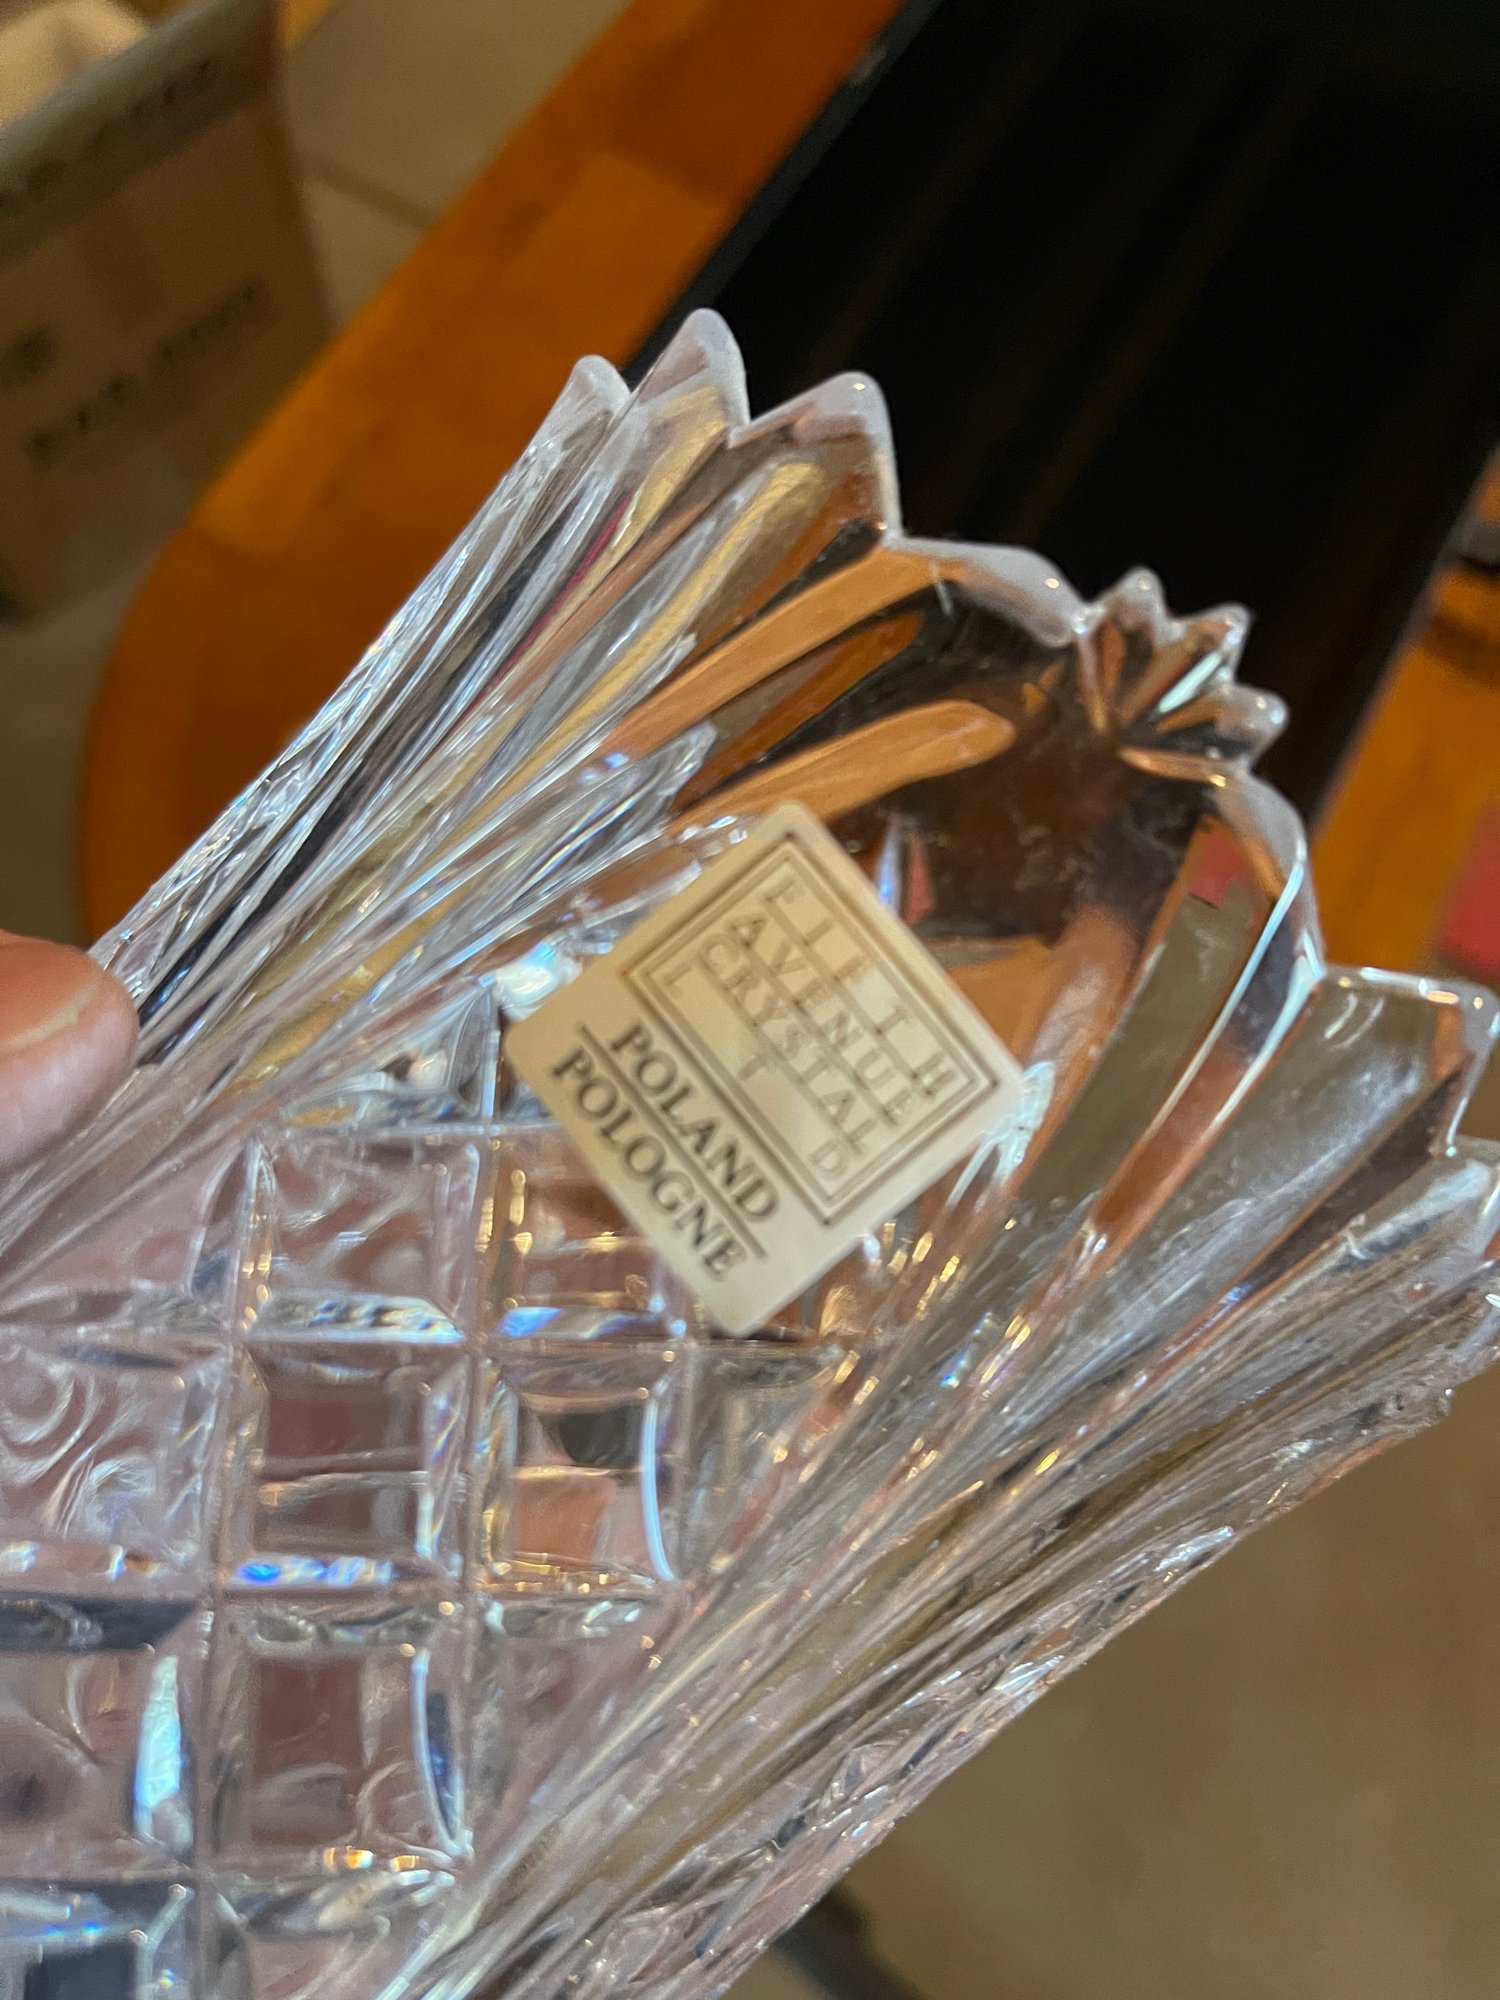 FIFTH
AVENUE
CRYSTAL
LTD
POLAND
POLOGNE